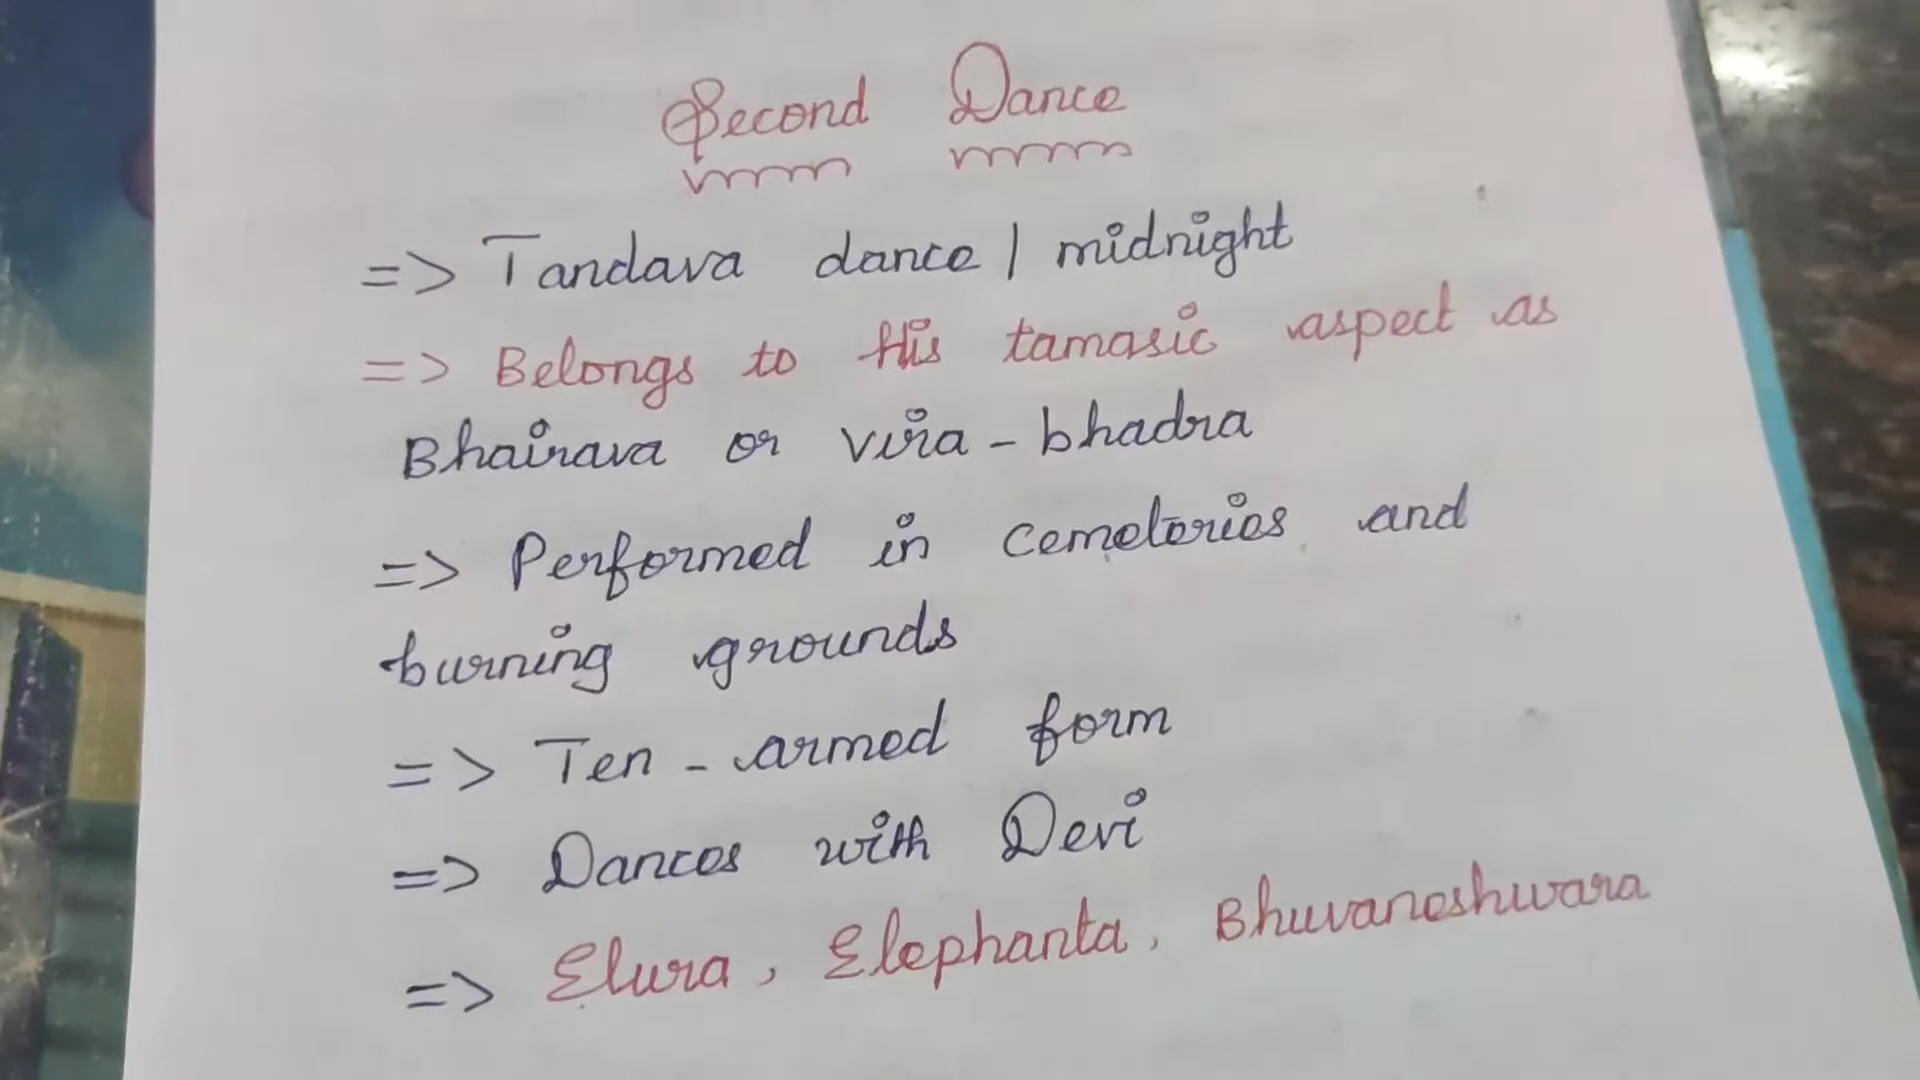 Second Dance
=> Tandava dance | midnight
=> Belongs to His tamasic aspect as
Bhairava or vira - bhadra
=> Performed in cemeteries and
burning grounds
=> Ten - armed form
=> Dances with Devi
=> Elura, Elephanta, Bhuvaneshwara